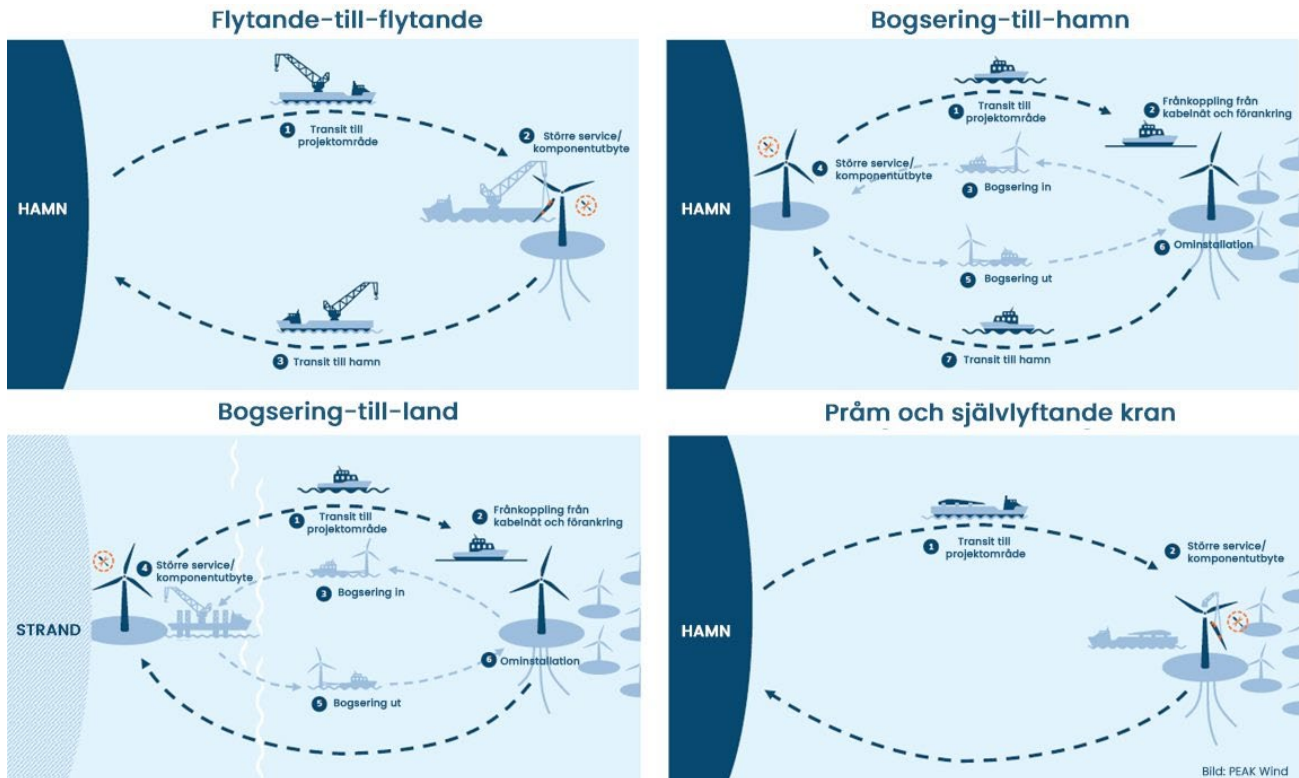 Flytande-till-flytande
HAMN
1 Transit till
projektområde
2 Större service/
komponentutbyte
3 Transit till hamn
Bogsering-till-hamn
1 Transit till
projektområde
2 Frånkoppling från
kabelnät och förankring
4 Större service/
komponentutbyte
3 Bogsering in
HAMN
6 Ominstallation
5 Bogsering ut
7 Transit till hamn
Bogsering-till-land
1 Transit till
projektområde
2 Frånkoppling från
kabelnät och förankring
4 Större service/
komponentutbyte
3 Bogsering in
STRAND
6 Ominstallation
5 Bogsering ut
Pråm och självlyftande kran
1 Transit till
projektområde
2 Större service/
komponentutbyte
HAMN
Bild: PEAK Wind